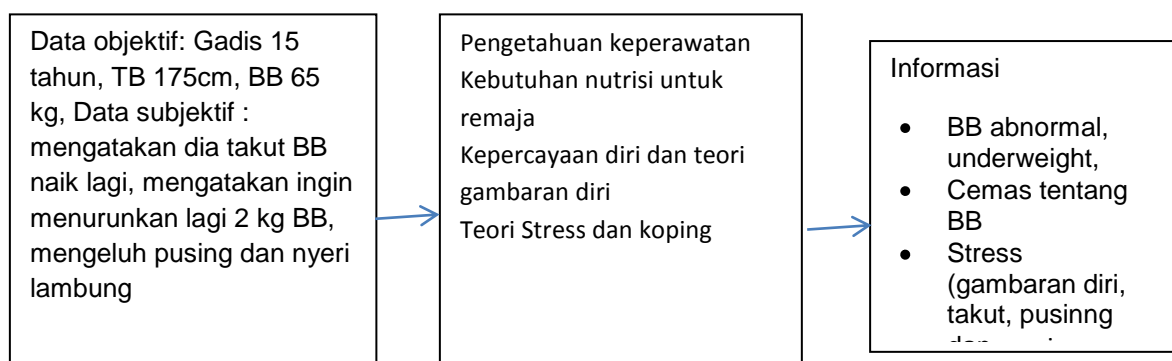 Data objektif: Gadis 15
tahun, TB 175cm, BB 65
kg, Data subjektif :
mengatakan dia takut BB
naik lagi, mengatakan ingin
menurunkan lagi 2 kg BB,
mengeluh pusing dan nyeri
lambung
Pengetahuan keperawatan
Kebutuhan nutrisi untuk
remaja
Kepercayaan diri dan teori
gambaran diri
Teori Stress dan koping
Informasi
• BB abnormal,
underweight,
• Cemas tentang
BB
• Stress
(gambaran diri,
takut, pusinng